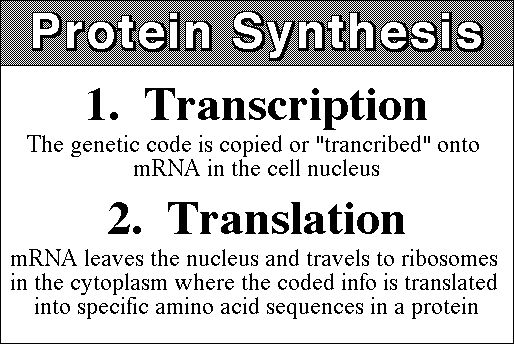 Protein Synthesis
1. Transcription
The genetic code is copied or "trancribed" onto
mRNA in the cell nucleus
2. Translation
mRNA leaves the nucleus and travels to ribosomes
in the cytoplasm where the coded info is translated
into specific amino acid sequences in a protein